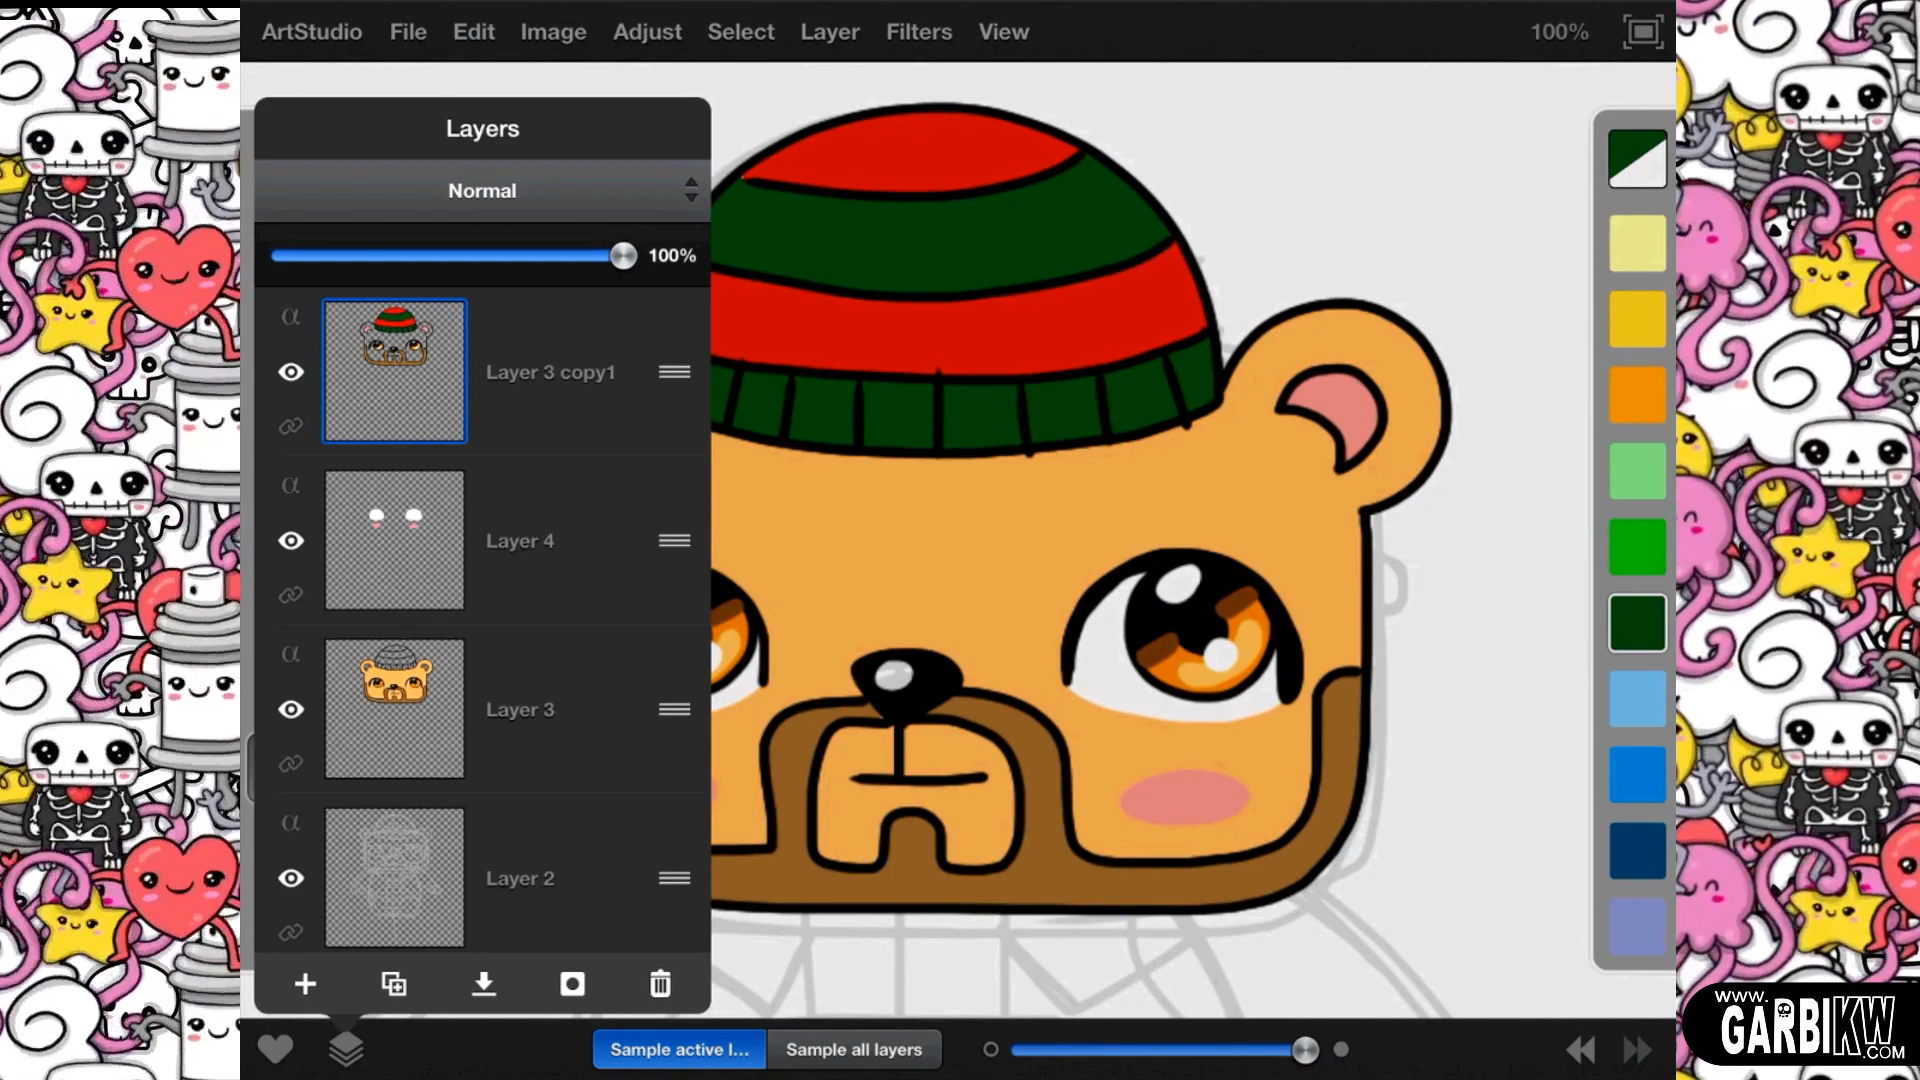 ArtStudio File Edit Image Adjust Select Layer Filters View 100%
Layers
Normal
100%
α
Layer 3 copy1
α
Layer 4
α
Layer 3
α
Layer 2
Sample active l... Sample all layers
www.
GARBIKW
.COM